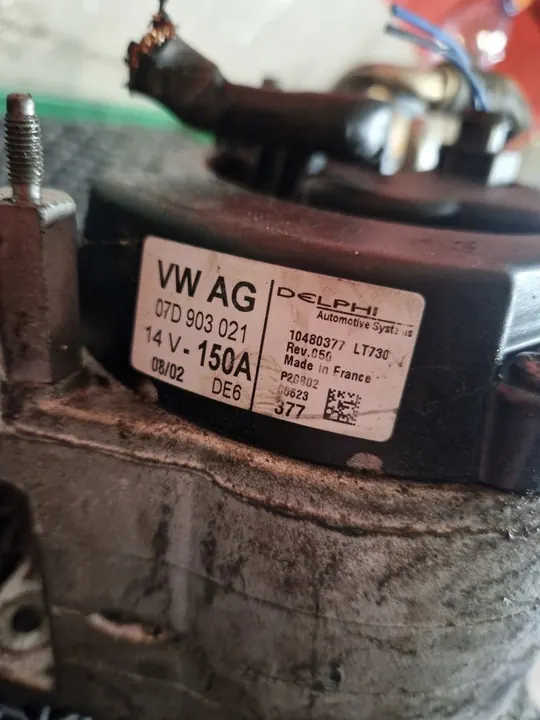 VW AG
07D 903 021
14 V - 150A
08/02 DE6
DELPHI
Automotive Systems
10480377 LT730
Rev.050
Made in France
P20802
377